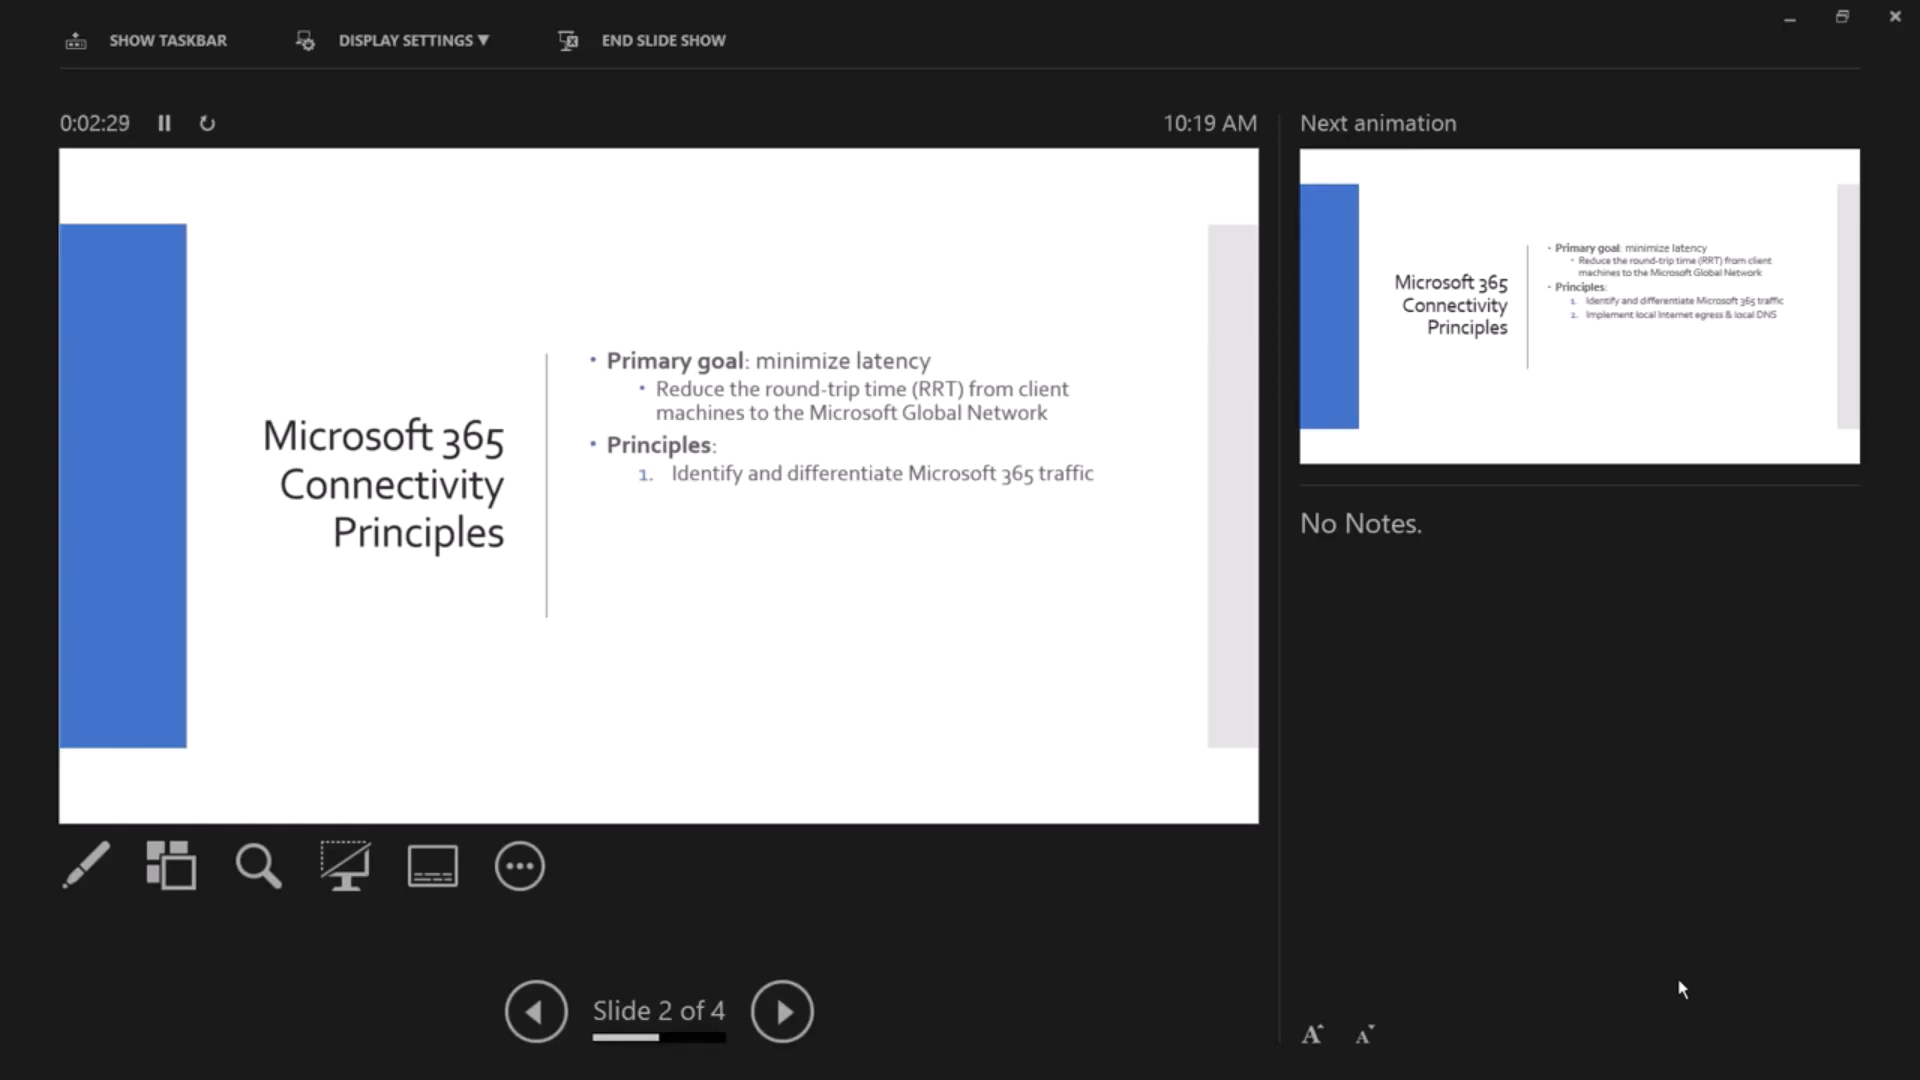 SHOW TASKBAR
DISPLAY SETTINGS ▼
END SLIDE SHOW
0:02:29
10:19 AM
Microsoft 365
Connectivity
Principles
• Primary goal: minimize latency
• Reduce the round-trip time (RRT) from client
machines to the Microsoft Global Network
• Principles:
1. Identify and differentiate Microsoft 365 traffic
Slide 2 of 4
Next animation
Microsoft 365
Connectivity
Principles
• Primary goal: minimize latency
• Reduce the round-trip time (RRT) from client
machines to the Microsoft Global Network
• Principles:
1. Identify and differentiate Microsoft 365 traffic
2. Implement local Internet egress & local DNS
No Notes.
A A